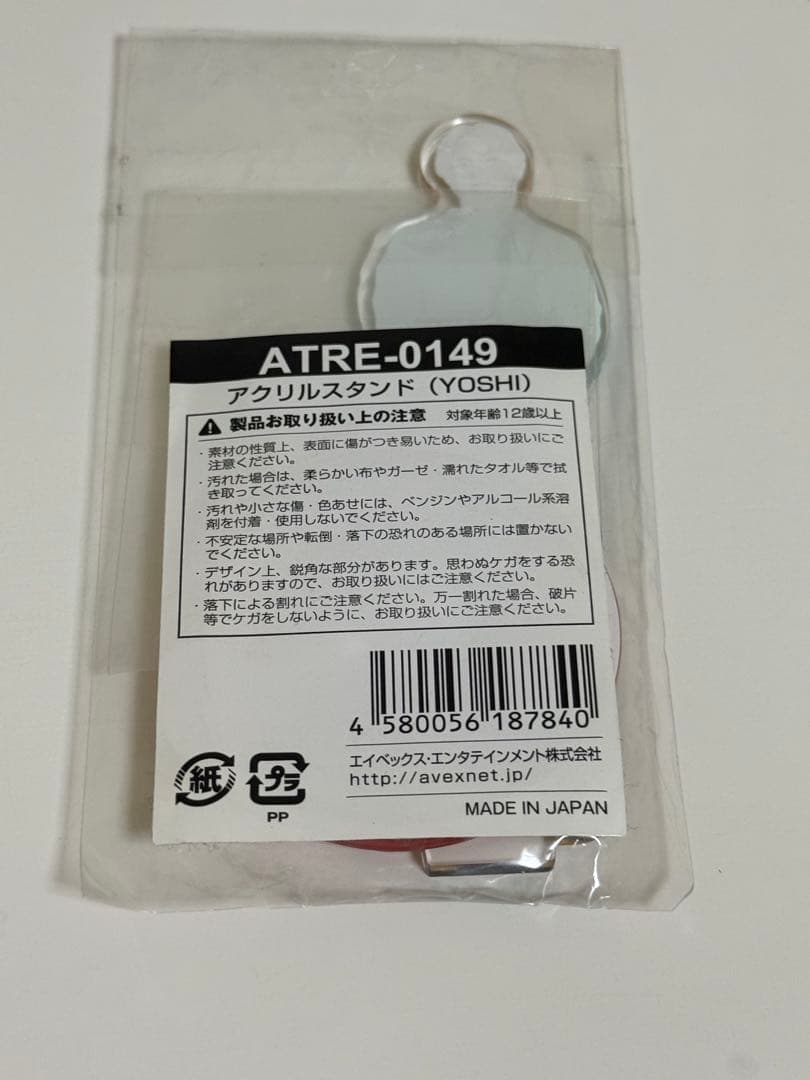 ATRE-0149
アクリルスタンド（YOSHI）
製品お取り扱い上の注意 対象年齢12歳以上
・素材の性質上、表面に傷がつき易いため、お取り扱いにご
注意ください。
・汚れた場合は、柔らかい布やガーゼ・濡れたタオル等で拭
き取ってください。
・汚れや小さな傷・色あせには、ベンジンやアルコール系溶
剤を付着・使用しないでください。
・不安定な場所や転倒・落下の恐れのある場所には置かない
でください。
・デザイン上、鋭角な部分があります。思わぬケガをする恐
れがありますので、お取り扱いにはご注意ください。
・落下による割れにご注意ください。万一割れた場合、破片
等でケガをしないように、お取り扱いにご注意ください。
4 580056 187840
紙
プラ
PP
エイベックス・エンタテインメント株式会社
http://avexnet.jp/
MADE IN JAPAN